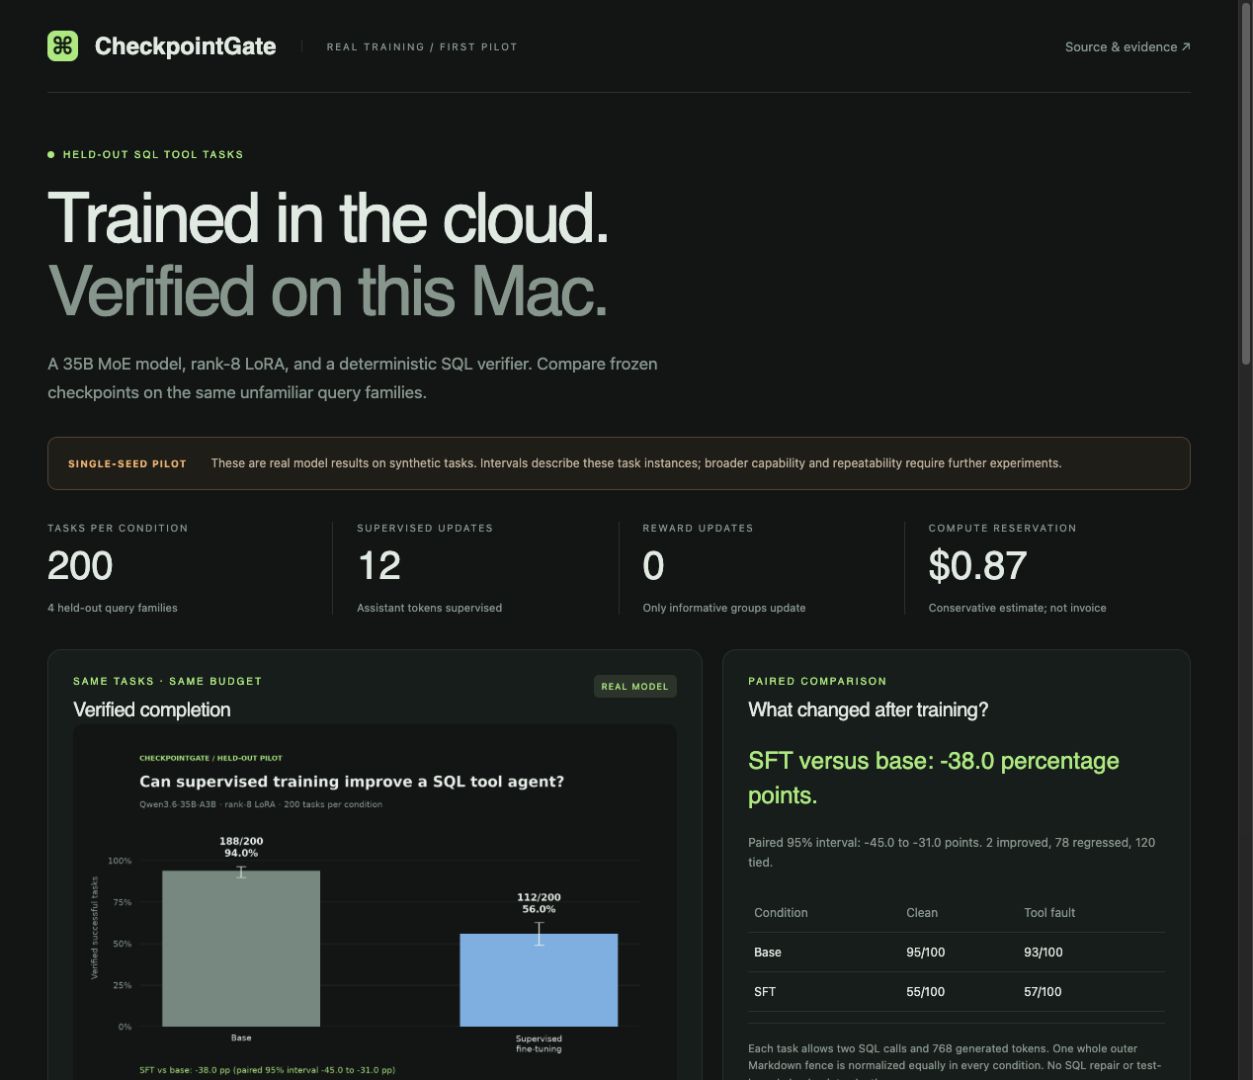 ⌘ CheckpointGate
REAL TRAINING / FIRST PILOT
Source & evidence ↗
HELD-OUT SQL TOOL TASKS
Trained in the cloud.
Verified on this Mac.
A 35B MoE model, rank-8 LoRA, and a deterministic SQL verifier. Compare frozen
checkpoints on the same unfamiliar query families.
SINGLE-SEED PILOT
These are real model results on synthetic tasks. Intervals describe these task instances; broader capability and repeatability require further experiments.
TASKS PER CONDITION
200
4 held-out query families
SUPERVISED UPDATES
12
Assistant tokens supervised
REWARD UPDATES
0
Only informative groups update
COMPUTE RESERVATION
$0.87
Conservative estimate; not invoice
SAME TASKS · SAME BUDGET
Verified completion
REAL MODEL
CHECKPOINTGATE / HELD-OUT PILOT
Can supervised training improve a SQL tool agent?
Qwen3.6-35B-A3B · rank-8 LoRA · 200 tasks per condition
188/200
94.0%
112/200
56.0%
100%
75%
50%
25%
0%
Verified successful tasks
Base
Supervised
fine-tuning
SFT vs base: -38.0 pp (paired 95% interval -45.0 to -31.0 pp)
PAIRED COMPARISON
What changed after training?
SFT versus base: -38.0 percentage
points.
Paired 95% interval: -45.0 to -31.0 points. 2 improved, 78 regressed, 120
tied.
Condition Clean Tool fault
Base 95/100 93/100
SFT 55/100 57/100
Each task allows two SQL calls and 768 generated tokens. One whole outer
Markdown fence is normalized equally in every condition. No SQL repair or test-